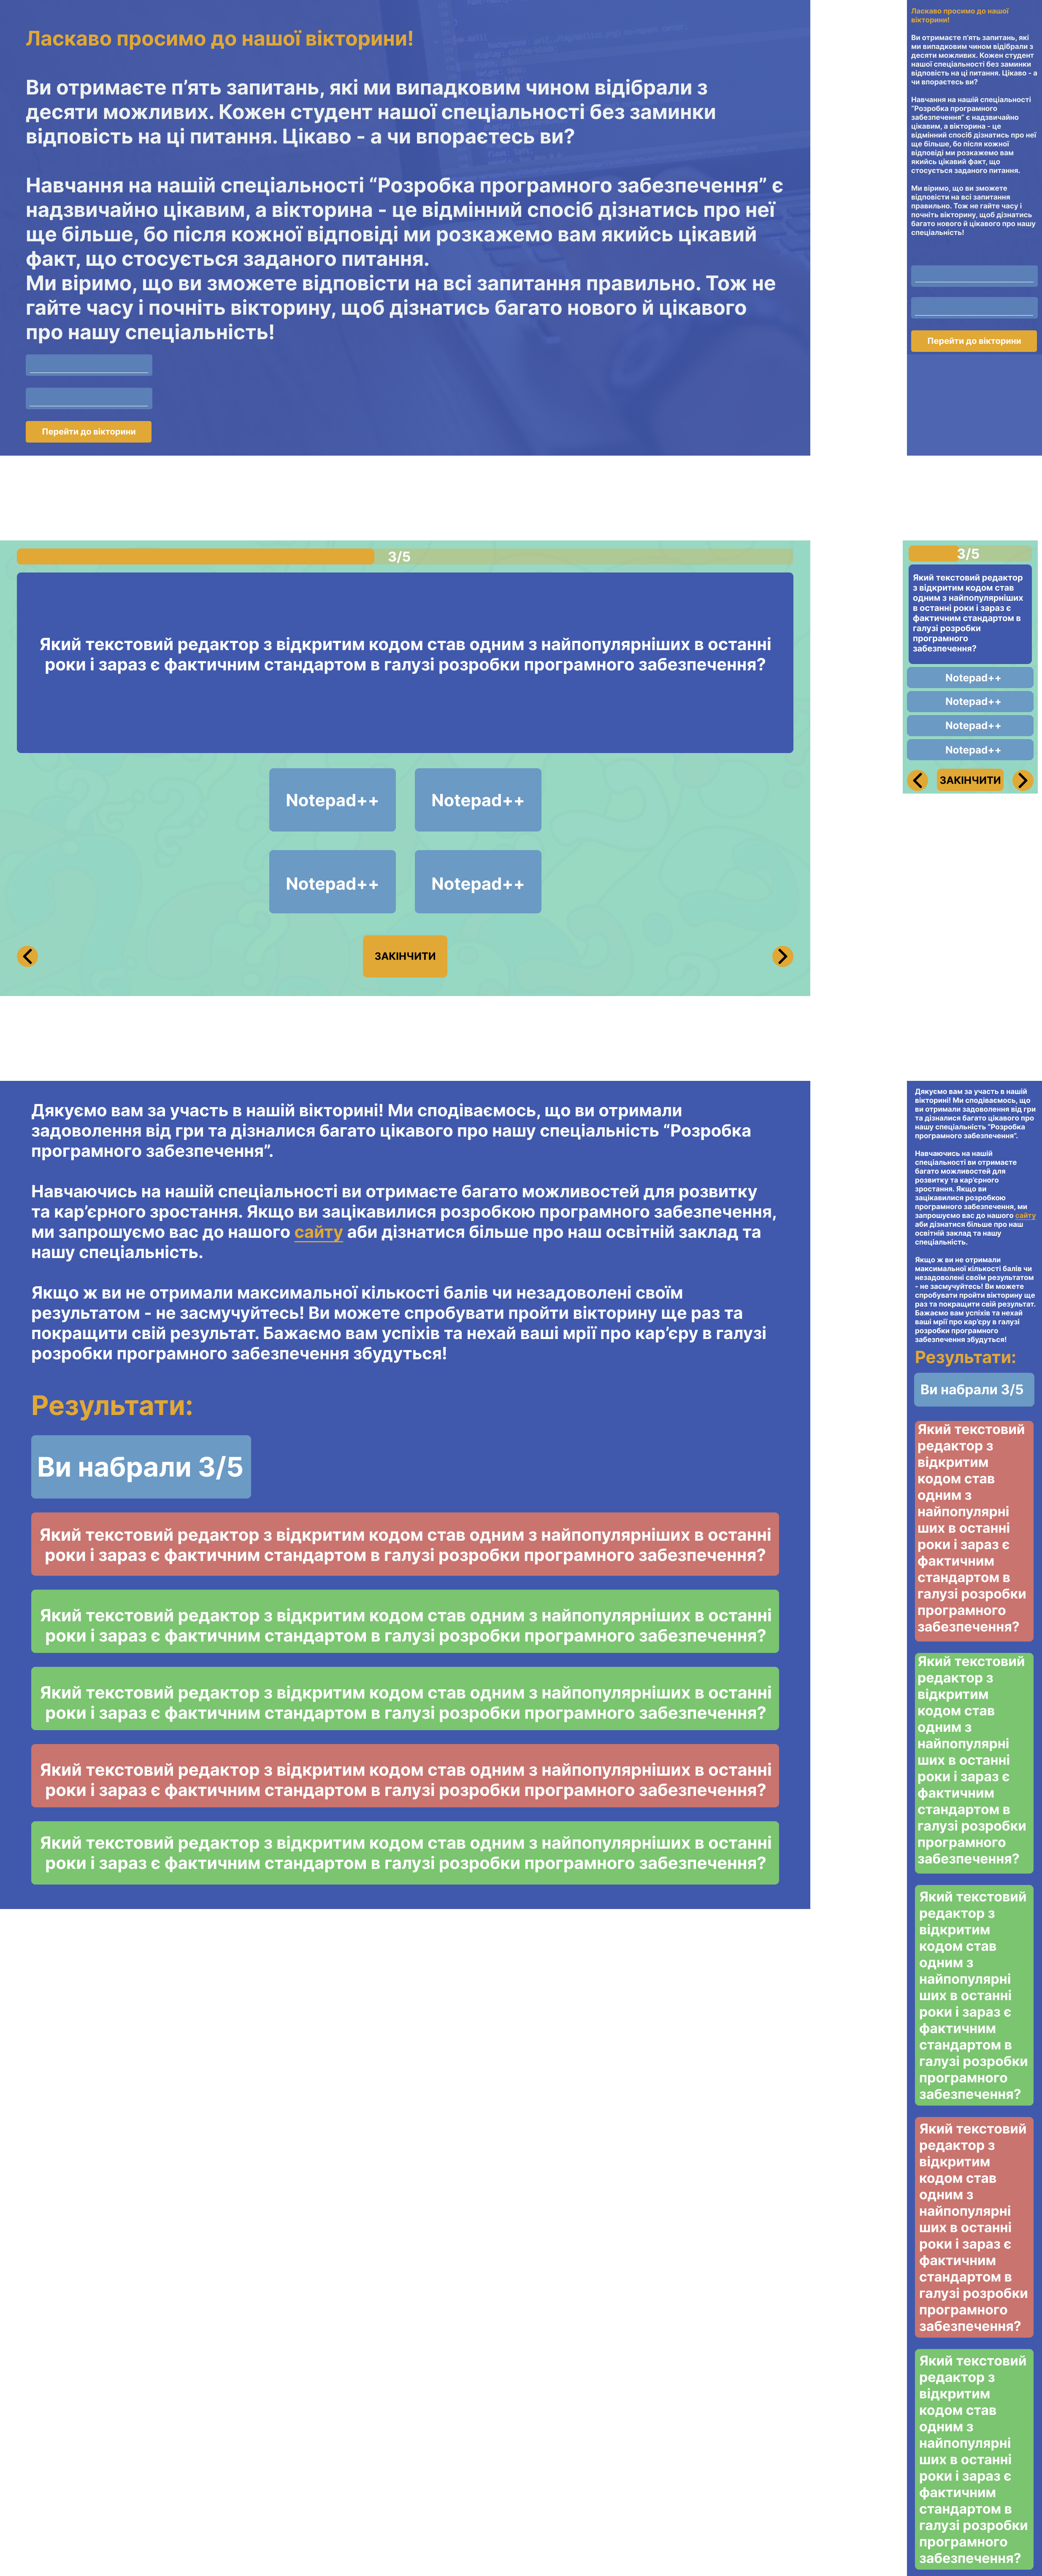 Ласкаво просимо до нашої вікторини!
Ви отримаєте п’ять запитань, які ми випадковим чином відібрали з
десяти можливих. Кожен студент нашої спеціальності без заминки
відповість на ці питання. Цікаво - а чи впораєтесь ви?
Навчання на нашій спеціальності “Розробка програмного забезпечення” є
надзвичайно цікавим, а вікторина - це відмінний спосіб дізнатись про неї
ще більше, бо після кожної відповіді ми розкажемо вам якийсь цікавий
факт, що стосується заданого питання.
Ми віримо, що ви зможете відповісти на всі запитання правильно. Тож не
гайте часу і почніть вікторину, щоб дізнатись багато нового й цікавого
про нашу спеціальність!
Перейти до вікторини
Ласкаво просимо до нашої
вікторини!
Ви отримаєте п’ять запитань, які
ми випадковим чином відібрали з
десяти можливих. Кожен студент
нашої спеціальності без заминки
відповість на ці питання. Цікаво - а
чи впораєтесь ви?
Навчання на нашій спеціальності
“Розробка програмного
забезпечення” є надзвичайно
цікавим, а вікторина - це
відмінний спосіб дізнатись про неї
ще більше, бо після кожної
відповіді ми розкажемо вам
якийсь цікавий факт, що
стосується заданого питання.
Ми віримо, що ви зможете
відповісти на всі запитання
правильно. Тож не гайте часу і
почніть вікторину, щоб дізнатись
багато нового й цікавого про нашу
спеціальність!
Перейти до вікторини
3/5
Який текстовий редактор з відкритим кодом став одним з найпопулярніших в останні
роки і зараз є фактичним стандартом в галузі розробки програмного забезпечення?
Notepad++ Notepad++
Notepad++ Notepad++
ЗАКІНЧИТИ
3/5
Який текстовий редактор
з відкритим кодом став
одним з найпопулярніших
в останні роки і зараз є
фактичним стандартом в
галузі розробки
програмного
забезпечення?
Notepad++
Notepad++
Notepad++
Notepad++
ЗАКІНЧИТИ
Дякуємо вам за участь в нашій вікторині! Ми сподіваємось, що ви отримали
задоволення від гри та дізналися багато цікавого про нашу спеціальність “Розробка
програмного забезпечення”.
Навчаючись на нашій спеціальності ви отримаєте багато можливостей для розвитку
та кар’єрного зростання. Якщо ви зацікавилися розробкою програмного забезпечення,
ми запрошуємо вас до нашого сайту аби дізнатися більше про наш освітній заклад та
нашу спеціальність.
Якщо ж ви не отримали максимальної кількості балів чи незадоволені своїм
результатом - не засмучуйтесь! Ви можете спробувати пройти вікторину ще раз та
покращити свій результат. Бажаємо вам успіхів та нехай ваші мрії про кар’єру в галузі
розробки програмного забезпечення збудуться!
Результати:
Ви набрали 3/5
Який текстовий редактор з відкритим кодом став одним з найпопулярніших в останні
роки і зараз є фактичним стандартом в галузі розробки програмного забезпечення?
Який текстовий редактор з відкритим кодом став одним з найпопулярніших в останні
роки і зараз є фактичним стандартом в галузі розробки програмного забезпечення?
Який текстовий редактор з відкритим кодом став одним з найпопулярніших в останні
роки і зараз є фактичним стандартом в галузі розробки програмного забезпечення?
Який текстовий редактор з відкритим кодом став одним з найпопулярніших в останні
роки і зараз є фактичним стандартом в галузі розробки програмного забезпечення?
Який текстовий редактор з відкритим кодом став одним з найпопулярніших в останні
роки і зараз є фактичним стандартом в галузі розробки програмного забезпечення?
Дякуємо вам за участь в нашій
вікторині! Ми сподіваємось, що
ви отримали задоволення від гри
та дізналися багато цікавого про
нашу спеціальність “Розробка
програмного забезпечення”.
Навчаючись на нашій
спеціальності ви отримаєте
багато можливостей для
розвитку та кар’єрного
зростання. Якщо ви
зацікавилися розробкою
програмного забезпечення, ми
запрошуємо вас до нашого сайту
аби дізнатися більше про наш
освітній заклад та нашу
спеціальність.
Якщо ж ви не отримали
максимальної кількості балів чи
незадоволені своїм результатом
- не засмучуйтесь! Ви можете
спробувати пройти вікторину ще
раз та покращити свій результат.
Бажаємо вам успіхів та нехай
ваші мрії про кар’єру в галузі
розробки програмного
забезпечення збудуться!
Результати:
Ви набрали 3/5
Який текстовий
редактор з
відкритим
кодом став
одним з
найпопулярні
ших в останні
роки і зараз є
фактичним
стандартом в
галузі розробки
програмного
забезпечення?
Який текстовий
редактор з
відкритим
кодом став
одним з
найпопулярні
ших в останні
роки і зараз є
фактичним
стандартом в
галузі розробки
програмного
забезпечення?
Який текстовий
редактор з
відкритим
кодом став
одним з
найпопулярні
ших в останні
роки і зараз є
фактичним
стандартом в
галузі розробки
програмного
забезпечення?
Який текстовий
редактор з
відкритим
кодом став
одним з
найпопулярні
ших в останні
роки і зараз є
фактичним
стандартом в
галузі розробки
програмного
забезпечення?
Який текстовий
редактор з
відкритим
кодом став
одним з
найпопулярні
ших в останні
роки і зараз є
фактичним
стандартом в
галузі розробки
програмного
забезпечення?